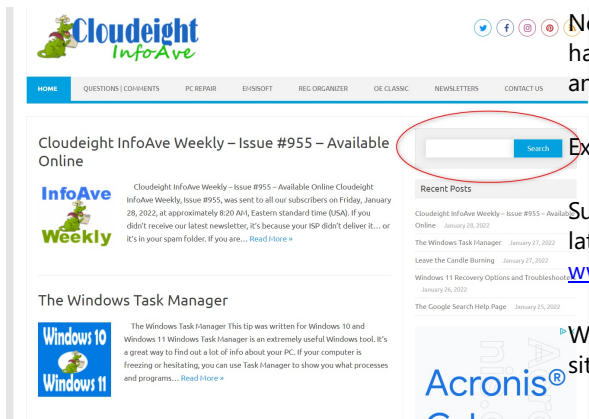 Cloudeight
InfoAve
HOME QUESTIONS | COMMENTS PC REPAIR EMSISOFT REG ORGANIZER OE CLASSIC NEWSLETTERS CONTACT US
Cloudeight InfoAve Weekly – Issue #955 – Available
Online
InfoAve
Weekly
Cloudeight InfoAve Weekly – Issue #955 – Available Online Cloudeight
InfoAve Weekly, Issue #955, was sent to all our subscribers on Friday, January
28, 2022, at approximately 8:20 AM, Eastern standard time (USA). If you
didn't receive our latest newsletter, it's because your ISP didn't deliver it… or
it's in your spam folder. If you are… Read More »
The Windows Task Manager
Windows 10
Windows 11
The Windows Task Manager This tip was written for Windows 10 and
Windows 11 Windows Task Manager is an extremely useful Windows tool. It's
a great way to find out a lot of info about your PC. If your computer is
freezing or hesitating, you can use Task Manager to show you what processes
and programs… Read More »
Search
Recent Posts
Cloudeight InfoAve Weekly – Issue #955 – Available
Online January 28, 2022
The Windows Task Manager January 27, 2022
Leave the Candle Burning January 27, 2022
Windows 11 Recovery Options and Troubleshooter
January 26, 2022
The Google Search Help Page January 25, 2022
Acronis®
ha
an
Ex
Su
lat
W
sit